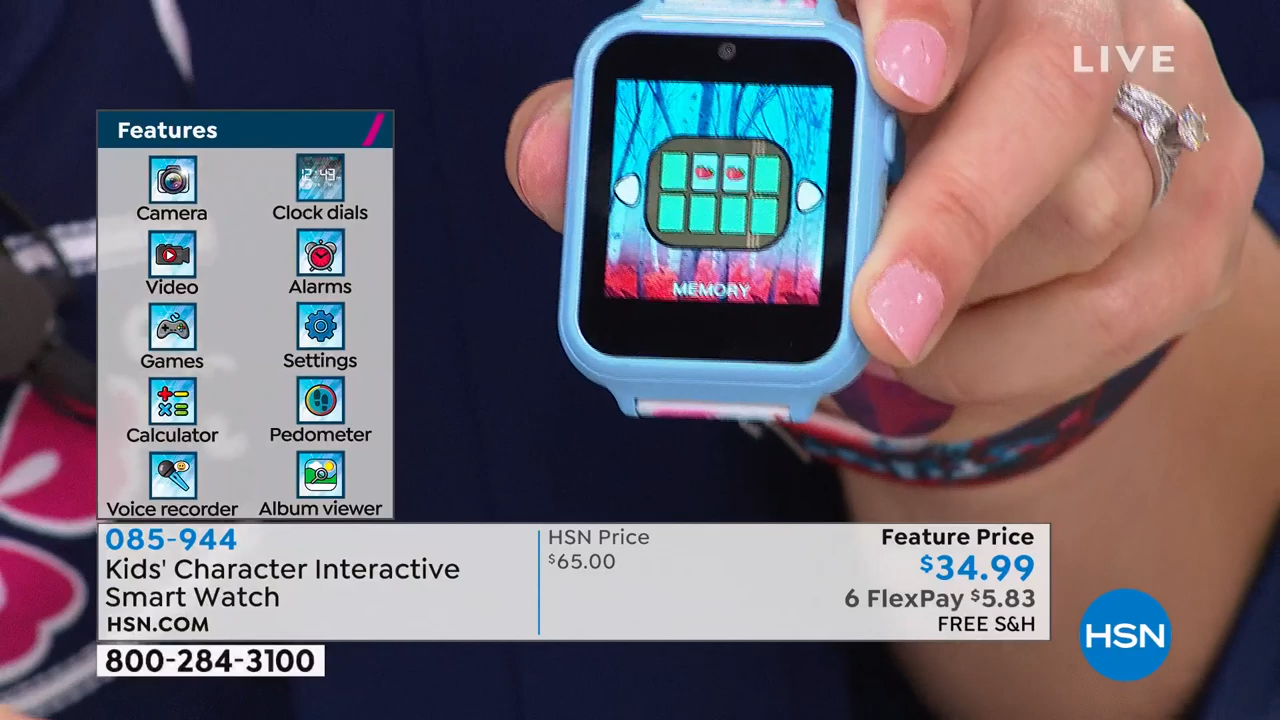 LIVE
Features
Camera
Clock dials
12:43
Video
Alarms
Games
Settings
Calculator
Pedometer
Voice recorder
Album viewer
MEMORY
085-944
Kids' Character Interactive
Smart Watch
HSN.COM
HSN Price
$65.00
Feature Price
$34.99
6 FlexPay $5.83
FREE S&H
800-284-3100
HSN